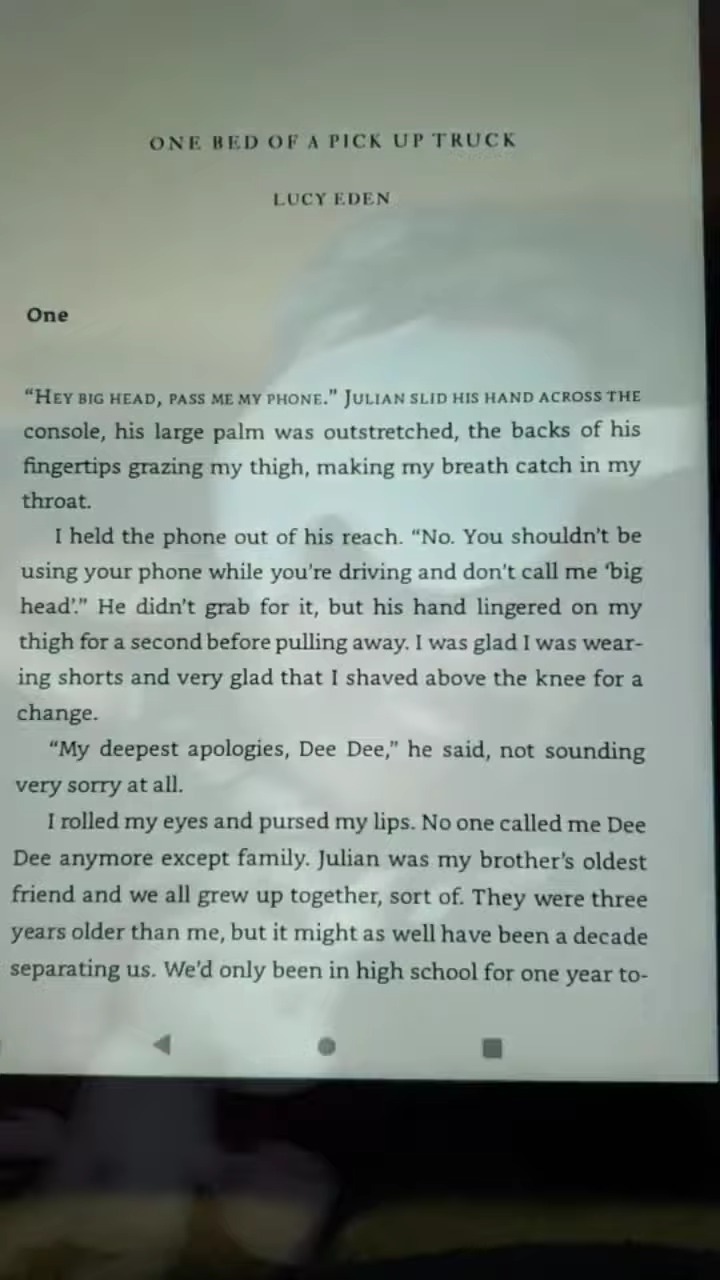 ONE BED OF A PICK UP TRUCK
LUCY EDEN
One
“HEY BIG HEAD, PASS ME MY PHONE.” JULIAN SLID HIS HAND ACROSS THE
console, his large palm was outstretched, the backs of his
fingertips grazing my thigh, making my breath catch in my
throat.
I held the phone out of his reach. “No. You shouldn’t be
using your phone while you’re driving and don’t call me ‘big
head’.” He didn’t grab for it, but his hand lingered on my
thigh for a second before pulling away. I was glad I was wear-
ing shorts and very glad that I shaved above the knee for a
change.
“My deepest apologies, Dee Dee,” he said, not sounding
very sorry at all.
I rolled my eyes and pursed my lips. No one called me Dee
Dee anymore except family. Julian was my brother’s oldest
friend and we all grew up together, sort of. They were three
years older than me, but it might as well have been a decade
separating us. We’d only been in high school for one year to-